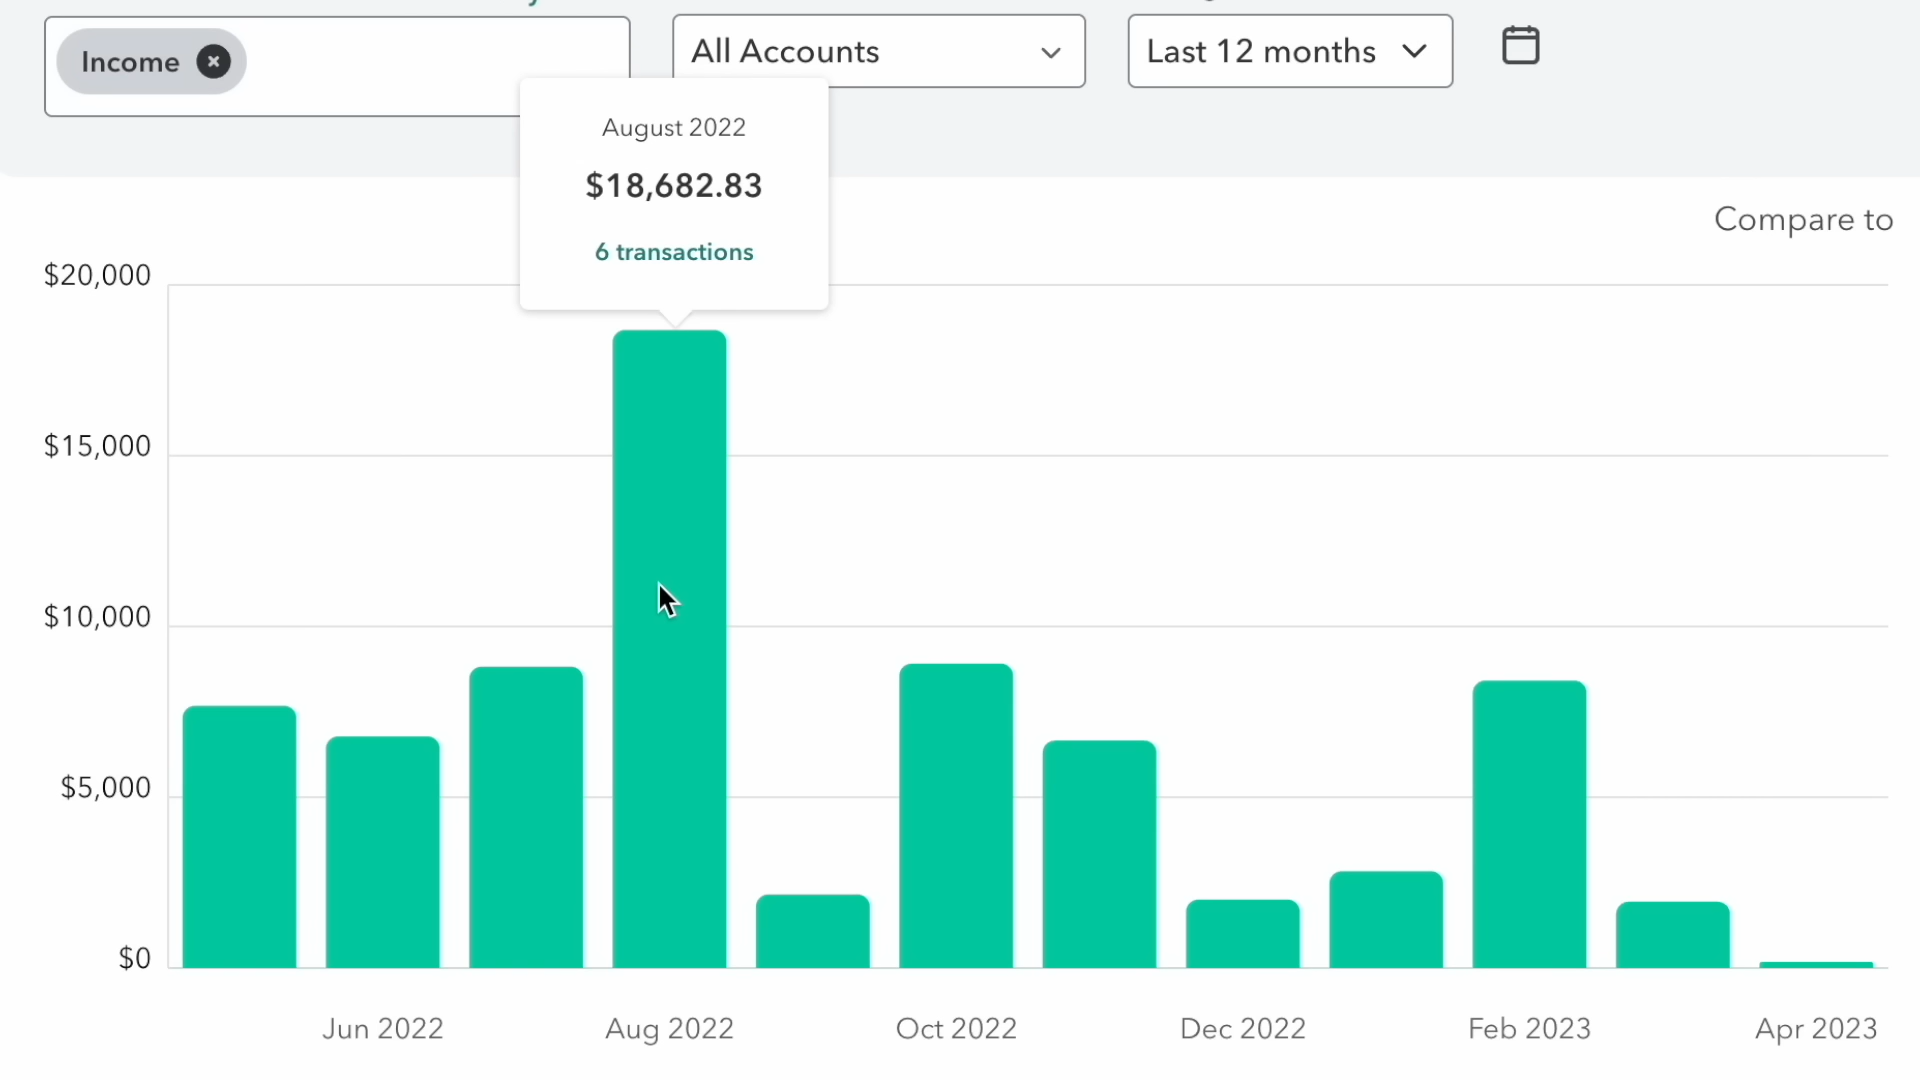 Income
All Accounts
Last 12 months
August 2022
$18,682.83
6 transactions
Compare to
$20,000
$15,000
$10,000
$5,000
$0
Jun 2022
Aug 2022
Oct 2022
Dec 2022
Feb 2023
Apr 2023